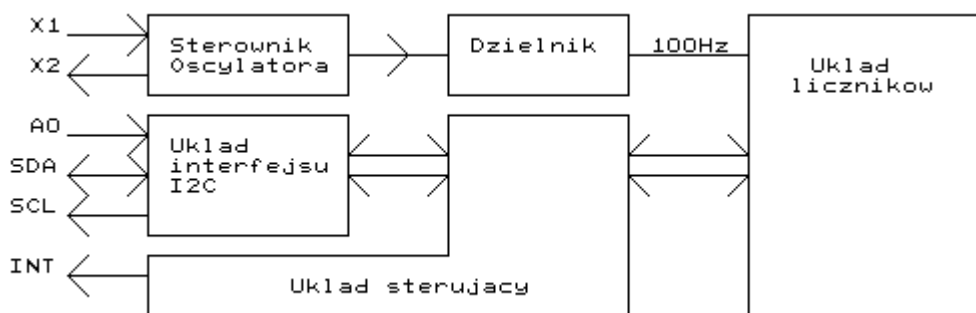 X1
X2
Sterownik
Oscylatora
Dzielnik
100Hz
Uklad
licznikow
A0
SDA
SCL
Uklad
interfejsu
I2C
INT
Uklad sterujacy